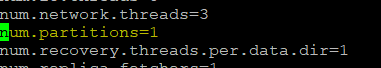 num.network.threads=3
num.partitions=1
num.recovery.threads.per.data.dir=1
num.replica.fetchers=1